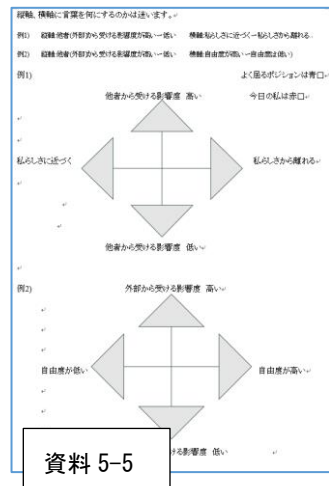 縦軸、横軸に言葉を何にするのかは迷います。
例1) 縦軸:他者(外部)から受ける影響度が高い⇔低い 横軸:私らしさに近づく⇔私らしさから離れる
例2) 縦軸:他者(外部)から受ける影響度が高い⇔低い 横軸:自由度が高い⇔自由度は低い)
例1) よく居るポジションは青口
他者から受ける影響度 高い 今日の私は赤口
私らしさに近づく 私らしさから離れる
他者から受ける影響度 低い
例2) 外部から受ける影響度 高い
自由度が低い 自由度が高い
ける影響度 低い
資料 5-5